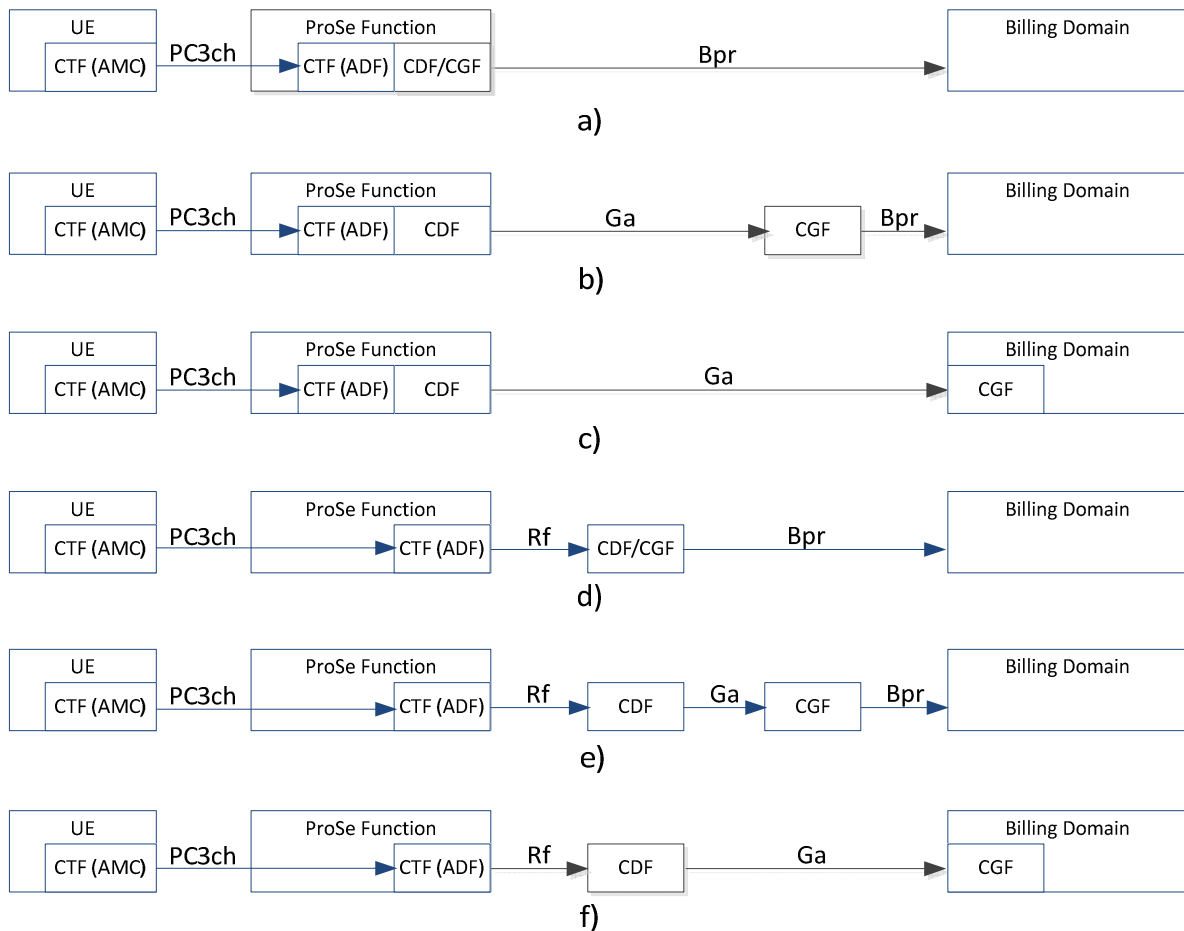 UE ProSe Function Billing Domain
PC3ch Bpr
CTF (AMC) CTF (ADF) CDF/CGF
a)
UE ProSe Function Billing Domain
PC3ch Ga Bpr
CTF (AMC) CTF (ADF) CDF CGF
b)
UE ProSe Function Billing Domain
PC3ch Ga
CTF (AMC) CTF (ADF) CDF CGF
c)
UE ProSe Function Billing Domain
PC3ch Rf Bpr
CTF (AMC) CTF (ADF) CDF/CGF
d)
UE ProSe Function Billing Domain
PC3ch Rf Ga Bpr
CTF (AMC) CTF (ADF) CDF CGF
e)
UE ProSe Function Billing Domain
PC3ch Rf Ga
CTF (AMC) CTF (ADF) CDF CGF
f)